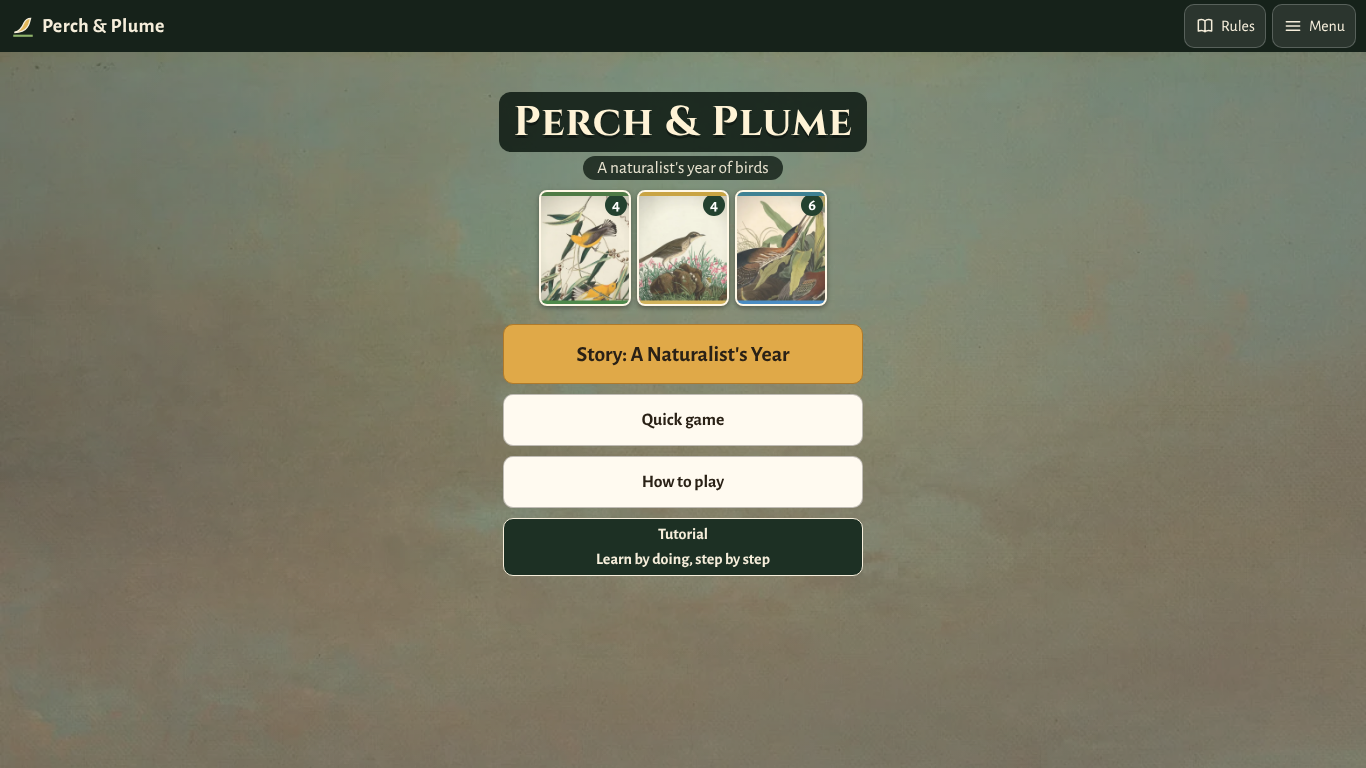 Perch & Plume
Rules
Menu
Perch & Plume
A naturalist's year of birds
4
4
6
Story: A Naturalist's Year
Quick game
How to play
Tutorial
Learn by doing, step by step